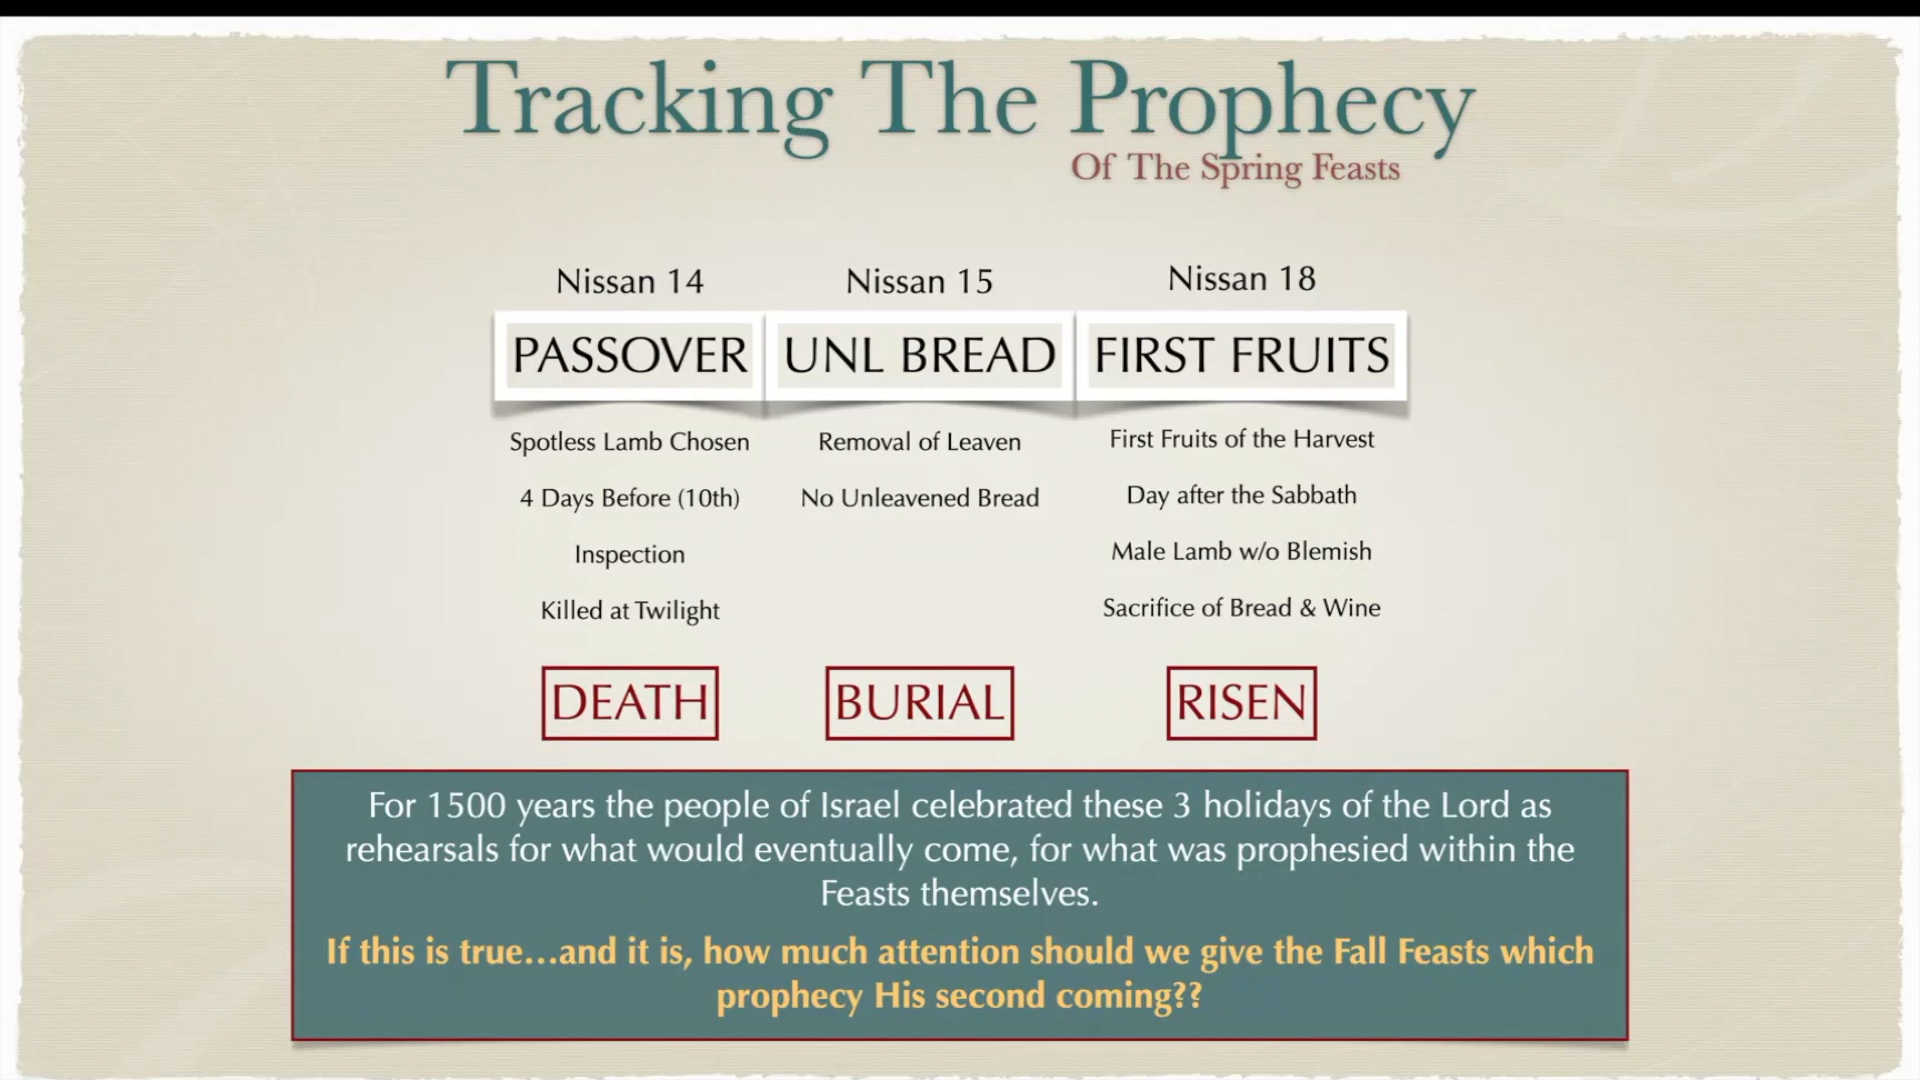 Tracking The Prophecy
Of The Spring Feasts
Nissan 14
Nissan 15
Nissan 18
PASSOVER
UNL BREAD
FIRST FRUITS
Spotless Lamb Chosen
4 Days Before (10th)
Inspection
Killed at Twilight
Removal of Leaven
No Unleavened Bread
First Fruits of the Harvest
Day after the Sabbath
Male Lamb w/o Blemish
Sacrifice of Bread & Wine
DEATH
BURIAL
RISEN
For 1500 years the people of Israel celebrated these 3 holidays of the Lord as
rehearsals for what would eventually come, for what was prophesied within the
Feasts themselves.
If this is true...and it is, how much attention should we give the Fall Feasts which
prophecy His second coming??